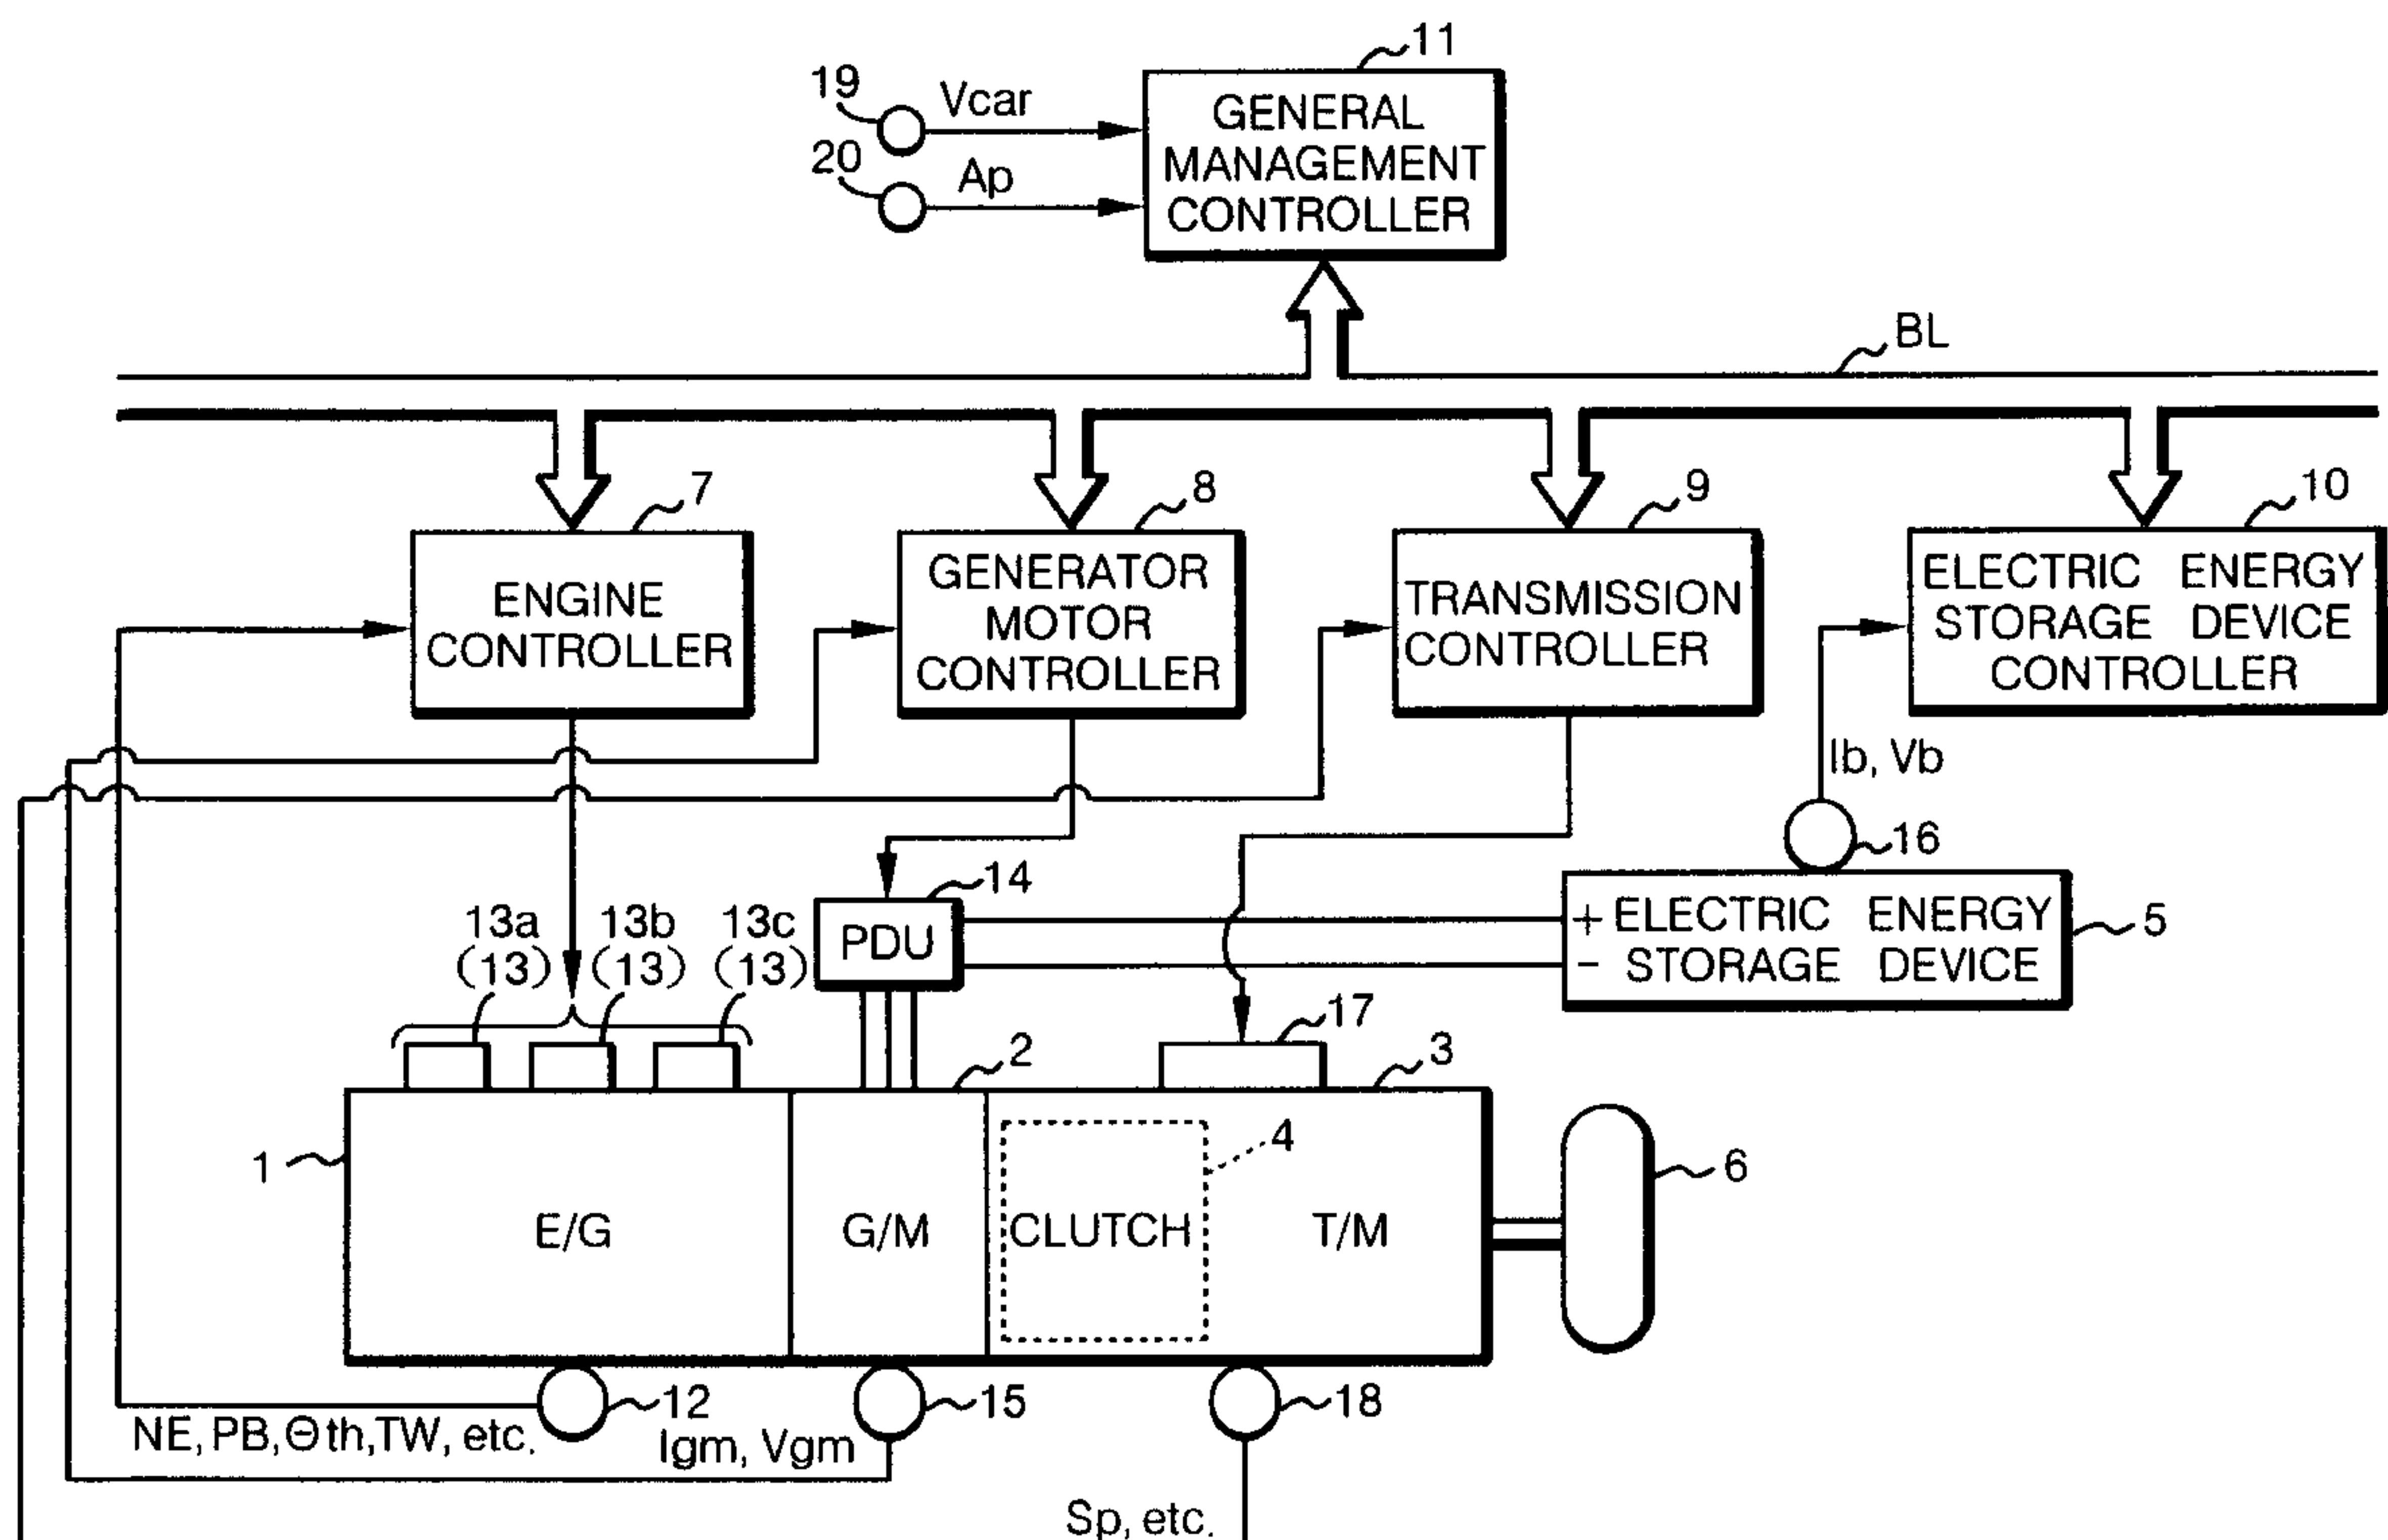 11
19
Vcar
GENERAL
MANAGEMENT
CONTROLLER
20
Ap
BL
7
8
9
10
ENGINE
CONTROLLER
GENERATOR
MOTOR
CONTROLLER
TRANSMISSION
CONTROLLER
ELECTRIC ENERGY
STORAGE DEVICE
CONTROLLER
Ib, Vb
16
14
13a
(13)
13b
(13)
13c
(13)
PDU
+ ELECTRIC ENERGY
- STORAGE DEVICE
5
17
2
3
4
1
6
E/G
G/M
CLUTCH
T/M
12
15
18
NE, PB, Θth, TW, etc.
Igm, Vgm
Sp, etc.